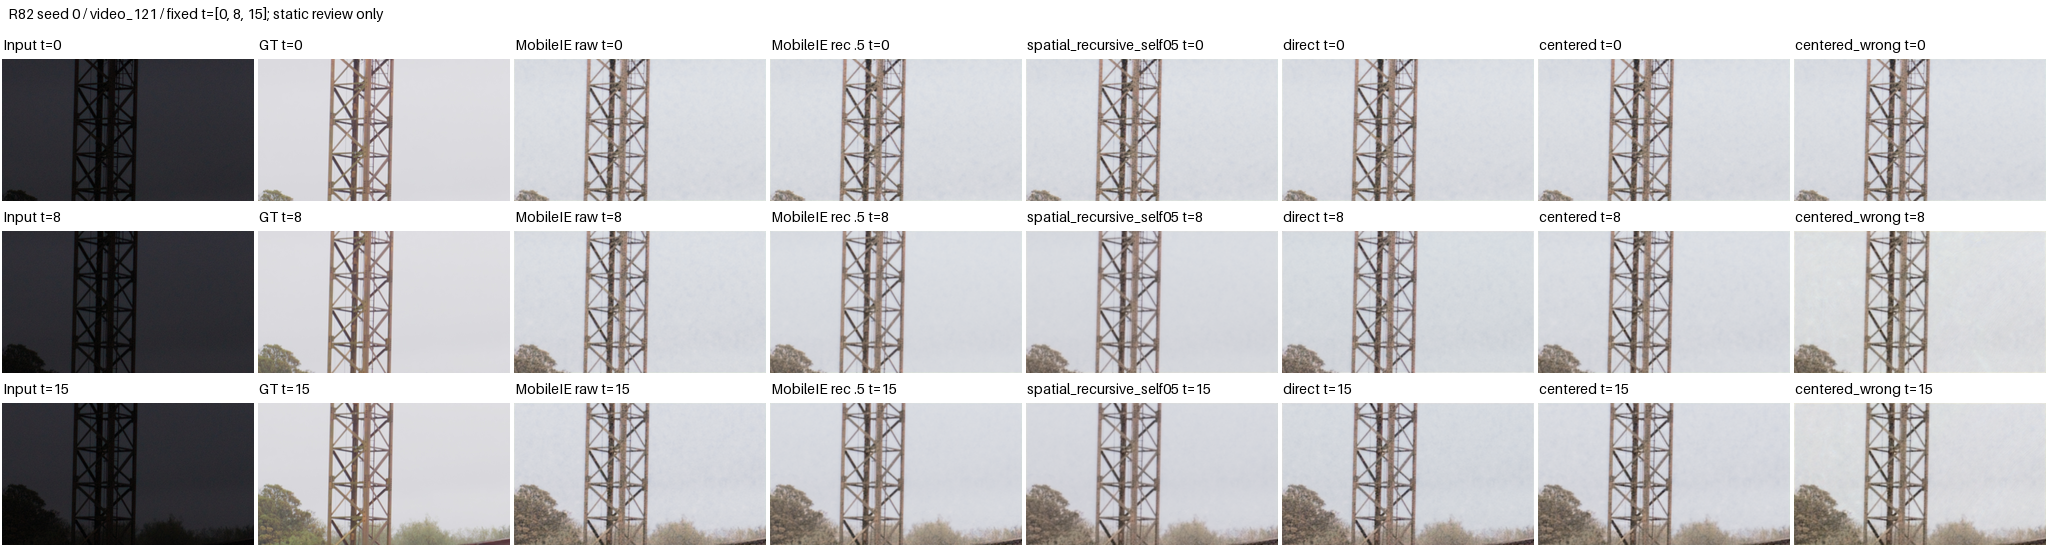 R82 seed 0 / video_121 / fixed t=[0, 8, 15]; static review only
Input t=0 GT t=0 MobileIE raw t=0 MobileIE rec .5 t=0 spatial_recursive_self05 t=0 direct t=0 centered t=0 centered_wrong t=0
Input t=8 GT t=8 MobileIE raw t=8 MobileIE rec .5 t=8 spatial_recursive_self05 t=8 direct t=8 centered t=8 centered_wrong t=8
Input t=15 GT t=15 MobileIE raw t=15 MobileIE rec .5 t=15 spatial_recursive_self05 t=15 direct t=15 centered t=15 centered_wrong t=15